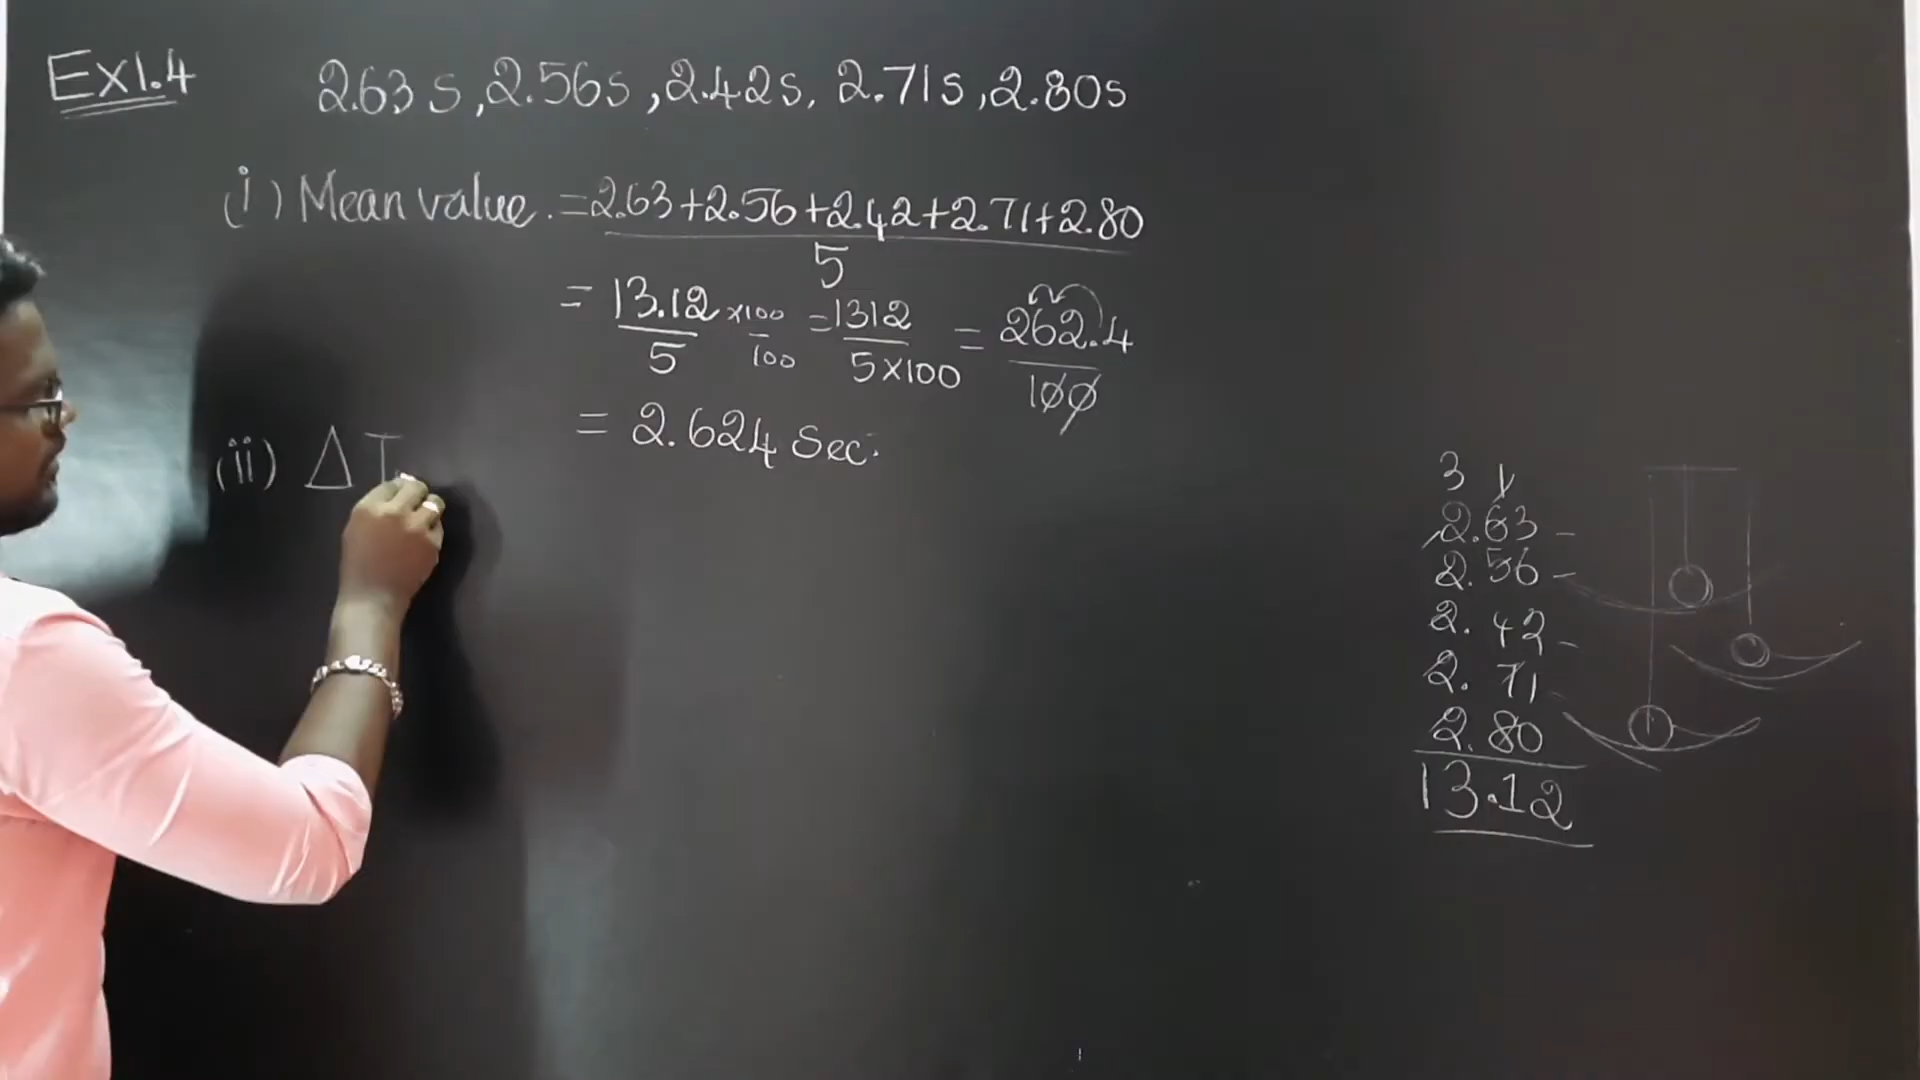 Ex1.4 2.63 s, 2.56s, 2.42s, 2.71s, 2.80s
(i) Mean value. = 2.63+2.56+2.42+2.71+2.80
5
= 13.12 ×100 = 1312 = 262.4
5 100 5×100 100
= 2.624 Sec.
(ii) Δ T
3 1
2.63 -
2.56 -
2.42 -
2.71
2.80
13.12